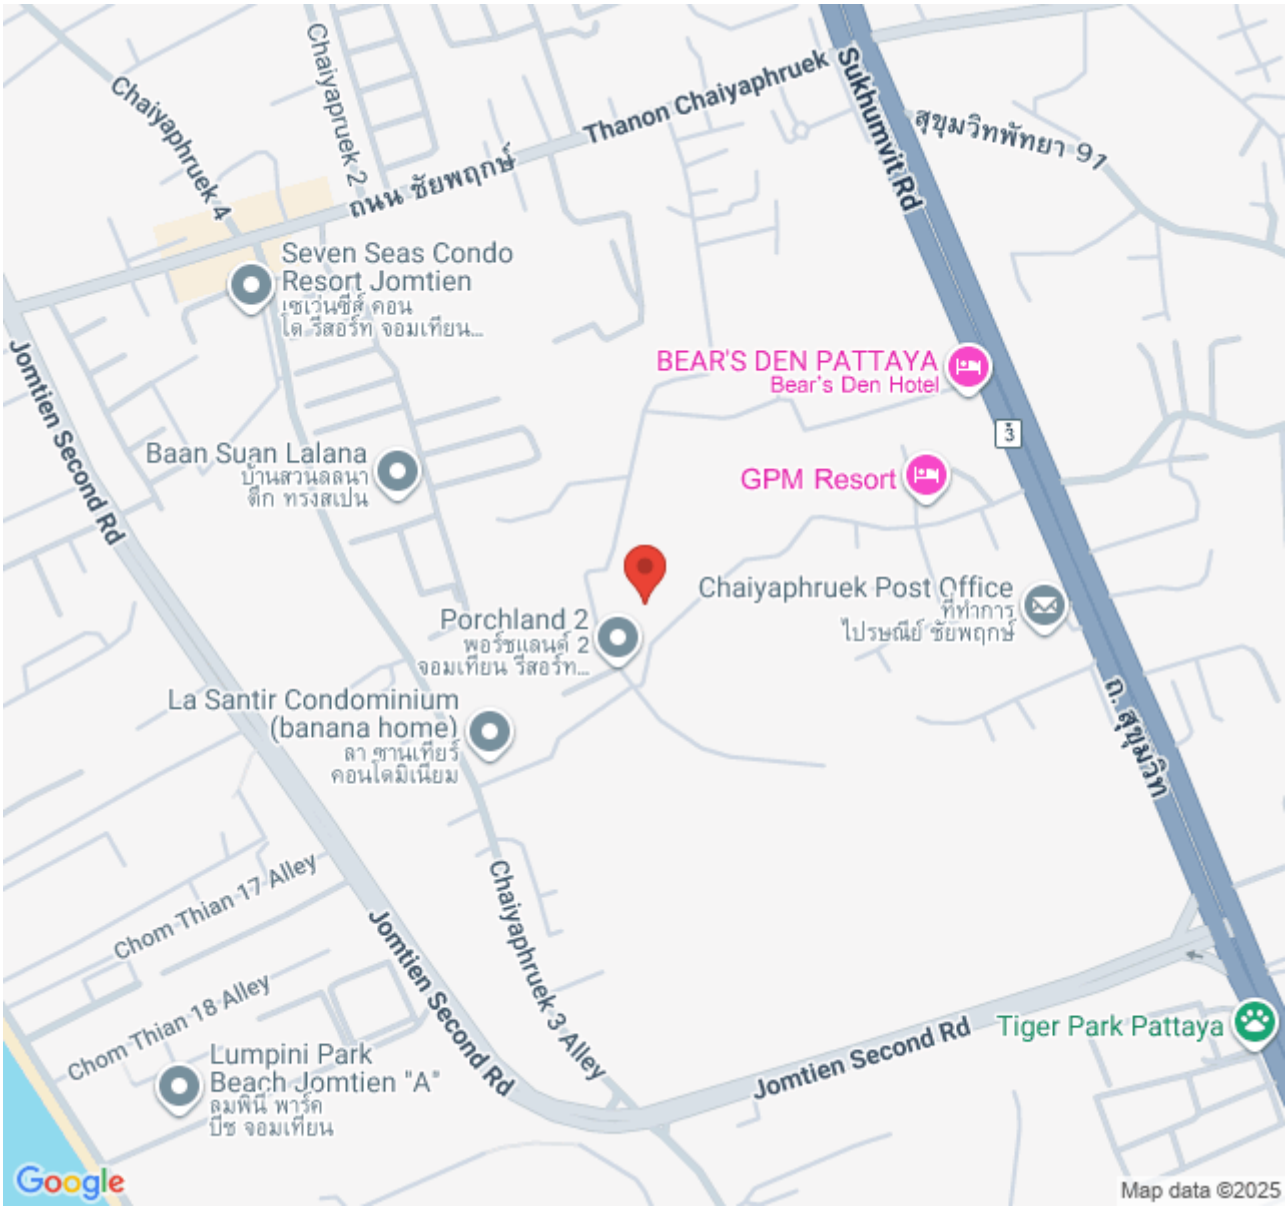 Chaiyapruek 2
Chaiyaphruek 4
Thanon Chaiyaphruek
ถนน ชัยพฤกษ์
Sukhumvit Rd
สุขุมวิทพัทยา 91
Seven Seas Condo
Resort Jomtien
เซเว่นซีส์ คอน
โด รีสอร์ท จอมเทียน...
Jomtien Second Rd
BEAR'S DEN PATTAYA
Bear's Den Hotel
3
Baan Suan Lalana
บ้านสวนลลนา
ตึก ทรงสเปน
GPM Resort
Chaiyaphruek Post Office
ที่ทำการ
ไปรษณีย์ ชัยพฤกษ์
Porchland 2
พอร์ชแลนด์ 2
จอมเทียน รีสอร์ท...
La Santir Condominium
(banana home)
ลา ซานเทียร์
คอนโดมิเนียม
ถ. สุขุมวิท
Chom Thian 17 Alley
Chaiyaphruek 3 Alley
Jomtien Second Rd
Chom Thian 18 Alley
Tiger Park Pattaya
Jomtien Second Rd
Lumpini Park
Beach Jomtien "A"
ลุมพินี พาร์ค
บีช จอมเทียน
Google
Map data ©2025